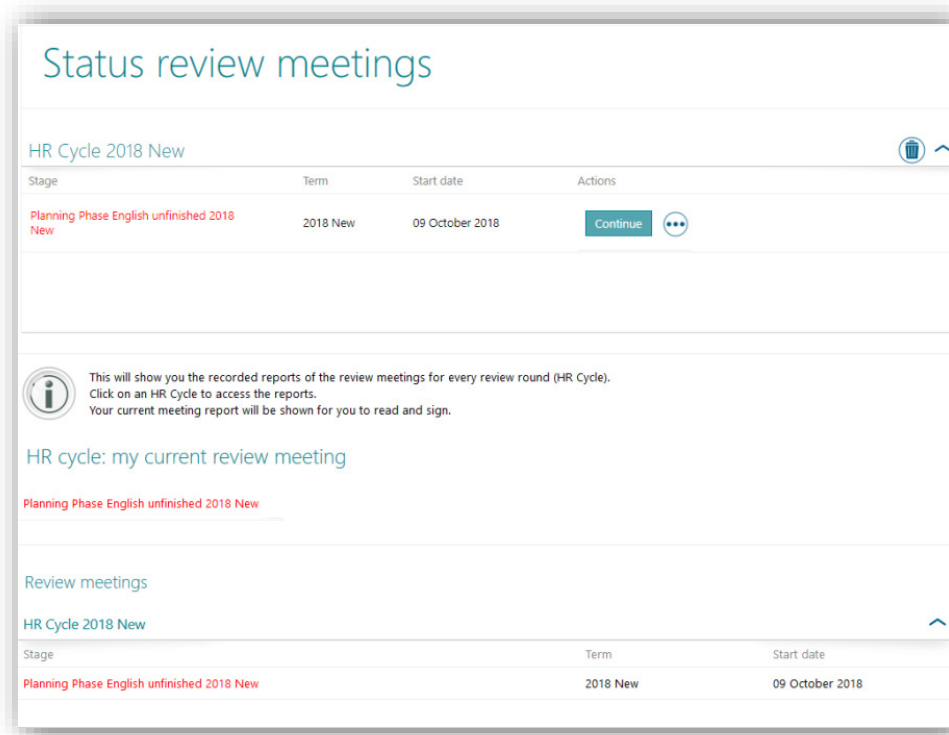 Status review meetings
HR Cycle 2018 New
Stage Term Start date Actions
Planning Phase English unfinished 2018
New
2018 New 09 October 2018 Continue
This will show you the recorded reports of the review meetings for every review round (HR Cycle).
Click on an HR Cycle to access the reports.
Your current meeting report will be shown for you to read and sign.
HR cycle: my current review meeting
Planning Phase English unfinished 2018 New
Review meetings
HR Cycle 2018 New
Stage Term Start date
Planning Phase English unfinished 2018 New 2018 New 09 October 2018